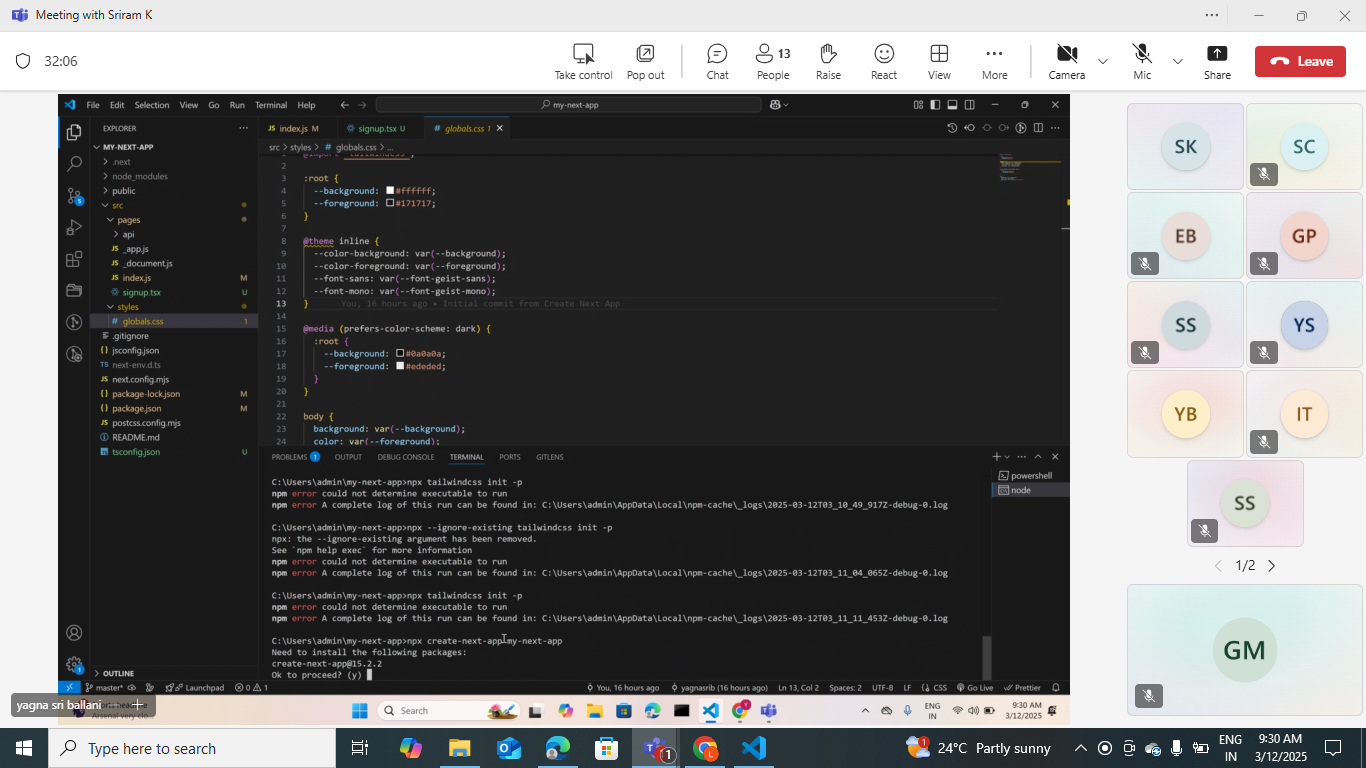 Meeting with Sriram K
32:06
Take control
Pop out
Chat
13
People
Raise
React
View
More
Camera
Mic
Share
Leave
File Edit Selection View Go Run Terminal Help
my-next-app
EXPLORER
MY-NEXT-APP
.next
node_modules
public
src
pages
api
JS _app.js
JS _document.js
JS index.js M
signup.tsx U
styles
# globals.css 1
.gitignore
{} jsconfig.json
TS next-env.d.ts
JS next.config.mjs
{} package-lock.json M
{} package.json M
JS postcss.config.mjs
README.md
tsconfig.json U
OUTLINE
JS index.js M
signup.tsx U
# globals.css 1
src > styles > # globals.css > ...
2
3 :root {
4 --background: #ffffff;
5 --foreground: #171717;
6 }
7
8 @theme inline {
9 --color-background: var(--background);
10 --color-foreground: var(--foreground);
11 --font-sans: var(--font-geist-sans);
12 --font-mono: var(--font-geist-mono);
13 } You, 16 hours ago • Initial commit from Create Next App
14
15 @media (prefers-color-scheme: dark) {
16 :root {
17 --background: #0a0a0a;
18 --foreground: #ededed;
19 }
20 }
21
22 body {
23 background: var(--background);
24 color: var(--foreground);
PROBLEMS 1 OUTPUT DEBUG CONSOLE TERMINAL PORTS GITLENS
powershell
node
C:\Users\admin\my-next-app>npx tailwindcss init -p
npm error could not determine executable to run
npm error A complete log of this run can be found in: C:\Users\admin\AppData\Local\npm-cache\_logs\2025-03-12T03_10_49_917Z-debug-0.log
C:\Users\admin\my-next-app>npx --ignore-existing tailwindcss init -p
npx: the --ignore-existing argument has been removed.
See `npm help exec` for more information
npm error could not determine executable to run
npm error A complete log of this run can be found in: C:\Users\admin\AppData\Local\npm-cache\_logs\2025-03-12T03_11_04_065Z-debug-0.log
C:\Users\admin\my-next-app>npx tailwindcss init -p
npm error could not determine executable to run
npm error A complete log of this run can be found in: C:\Users\admin\AppData\Local\npm-cache\_logs\2025-03-12T03_11_11_453Z-debug-0.log
C:\Users\admin\my-next-app>npx create-next-app my-next-app
Need to install the following packages:
create-next-app@15.2.2
Ok to proceed? (y)
master* Launchpad 0 1
You, 16 hours ago yagnasrib (16 hours ago) Ln 13, Col 2 Spaces: 2 UTF-8 LF {} CSS Go Live Prettier
yagna sri ballani
Search
ENG
IN
9:30 AM
3/12/2025
SK
SC
EB
GP
SS
YS
YB
IT
SS
1/2
GM
Type here to search
1
24°C Partly sunny
ENG
IN
9:30 AM
3/12/2025